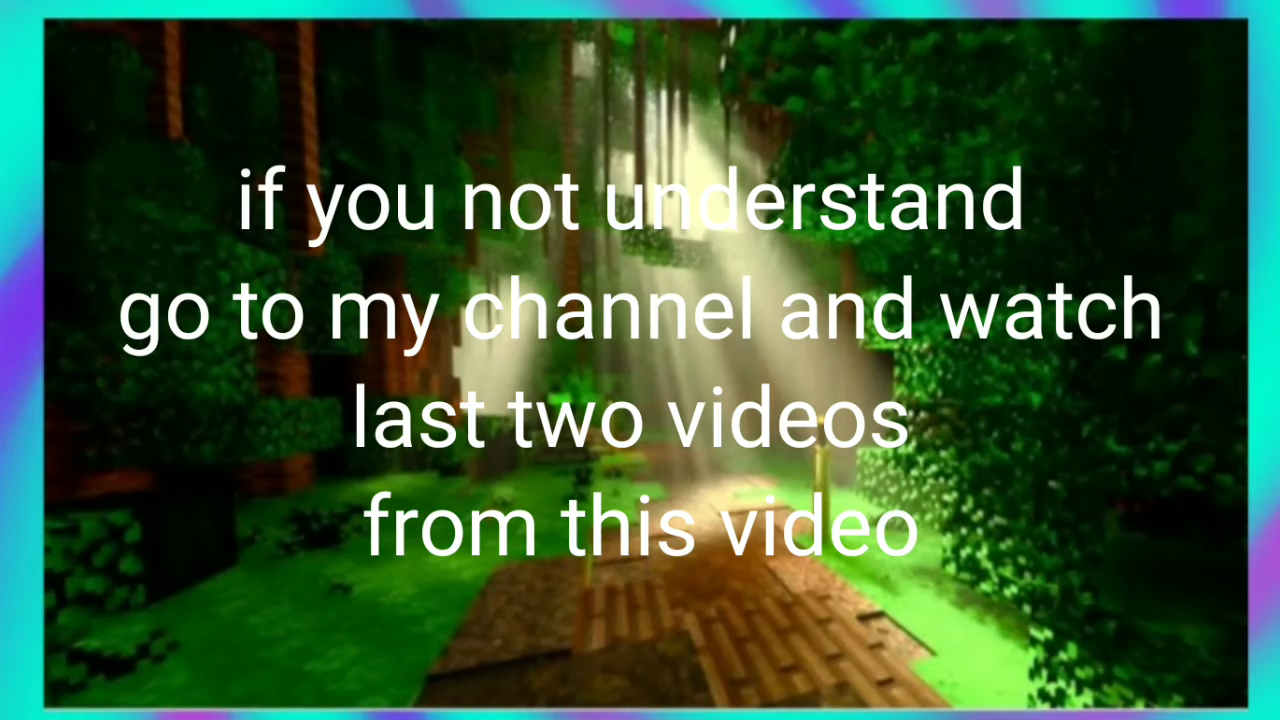 if you not understand
go to my channel and watch
last two videos
from this video